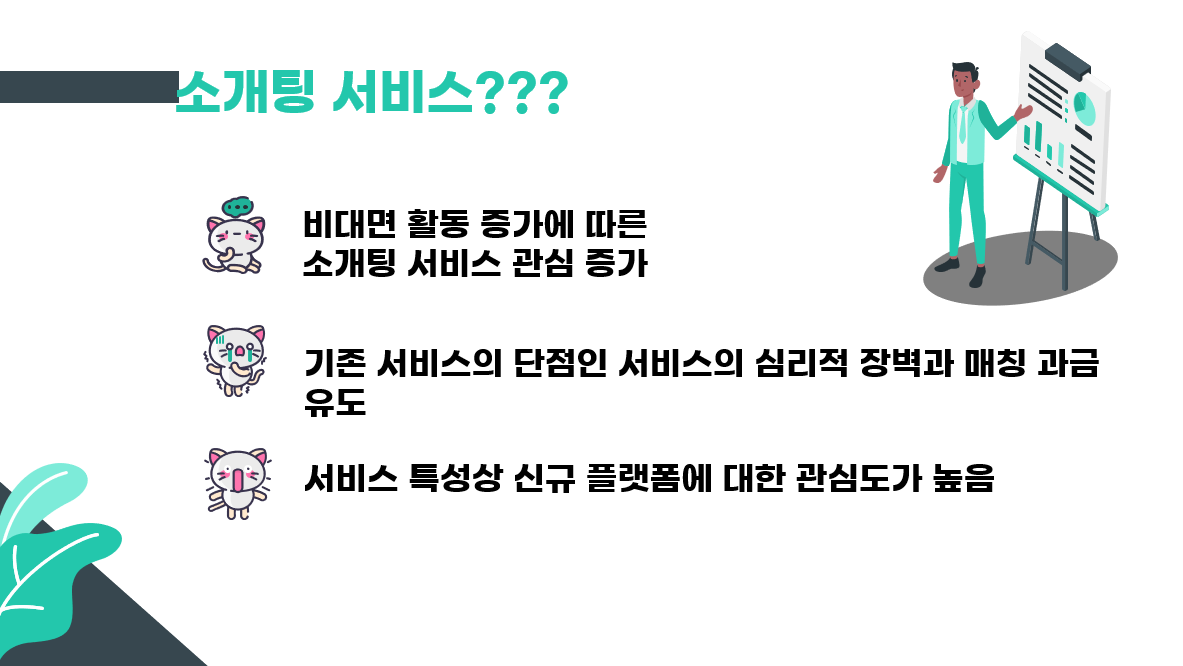 소개팅 서비스???
비대면 활동 증가에 따른
소개팅 서비스 관심 증가
기존 서비스의 단점인 서비스의 심리적 장벽과 매칭 과금
유도
서비스 특성상 신규 플랫폼에 대한 관심도가 높음